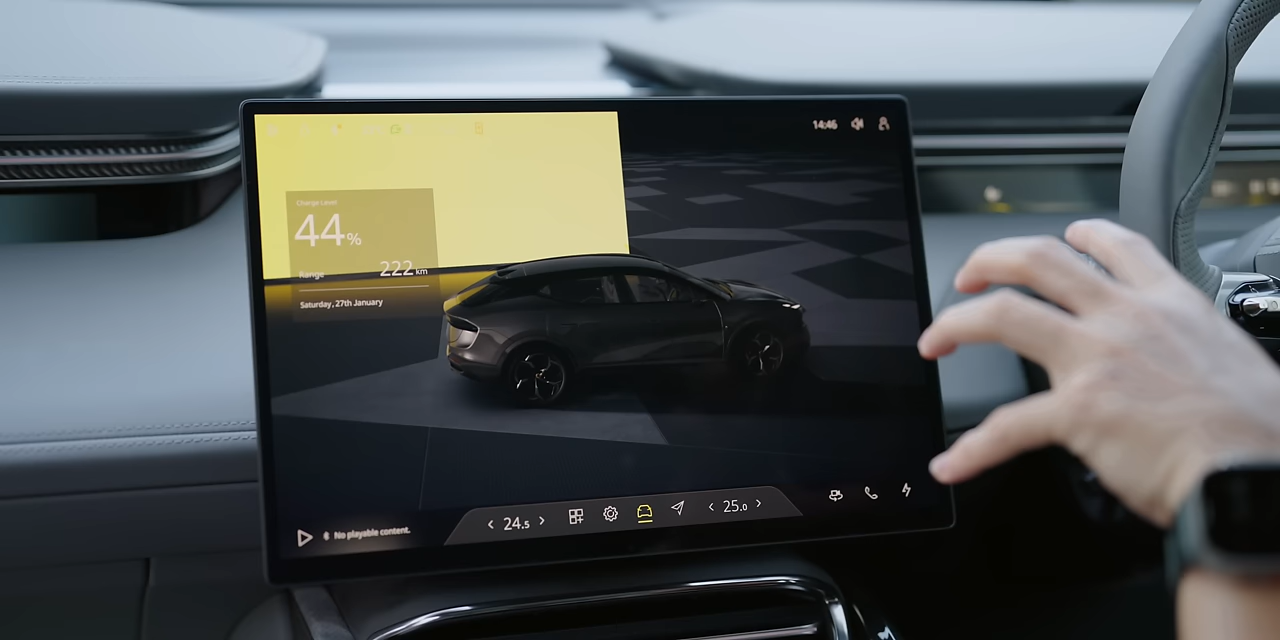 14:46
Charge Level
44%
Range 222 km
Saturday, 27th January
24.5 25.0
No playable content.